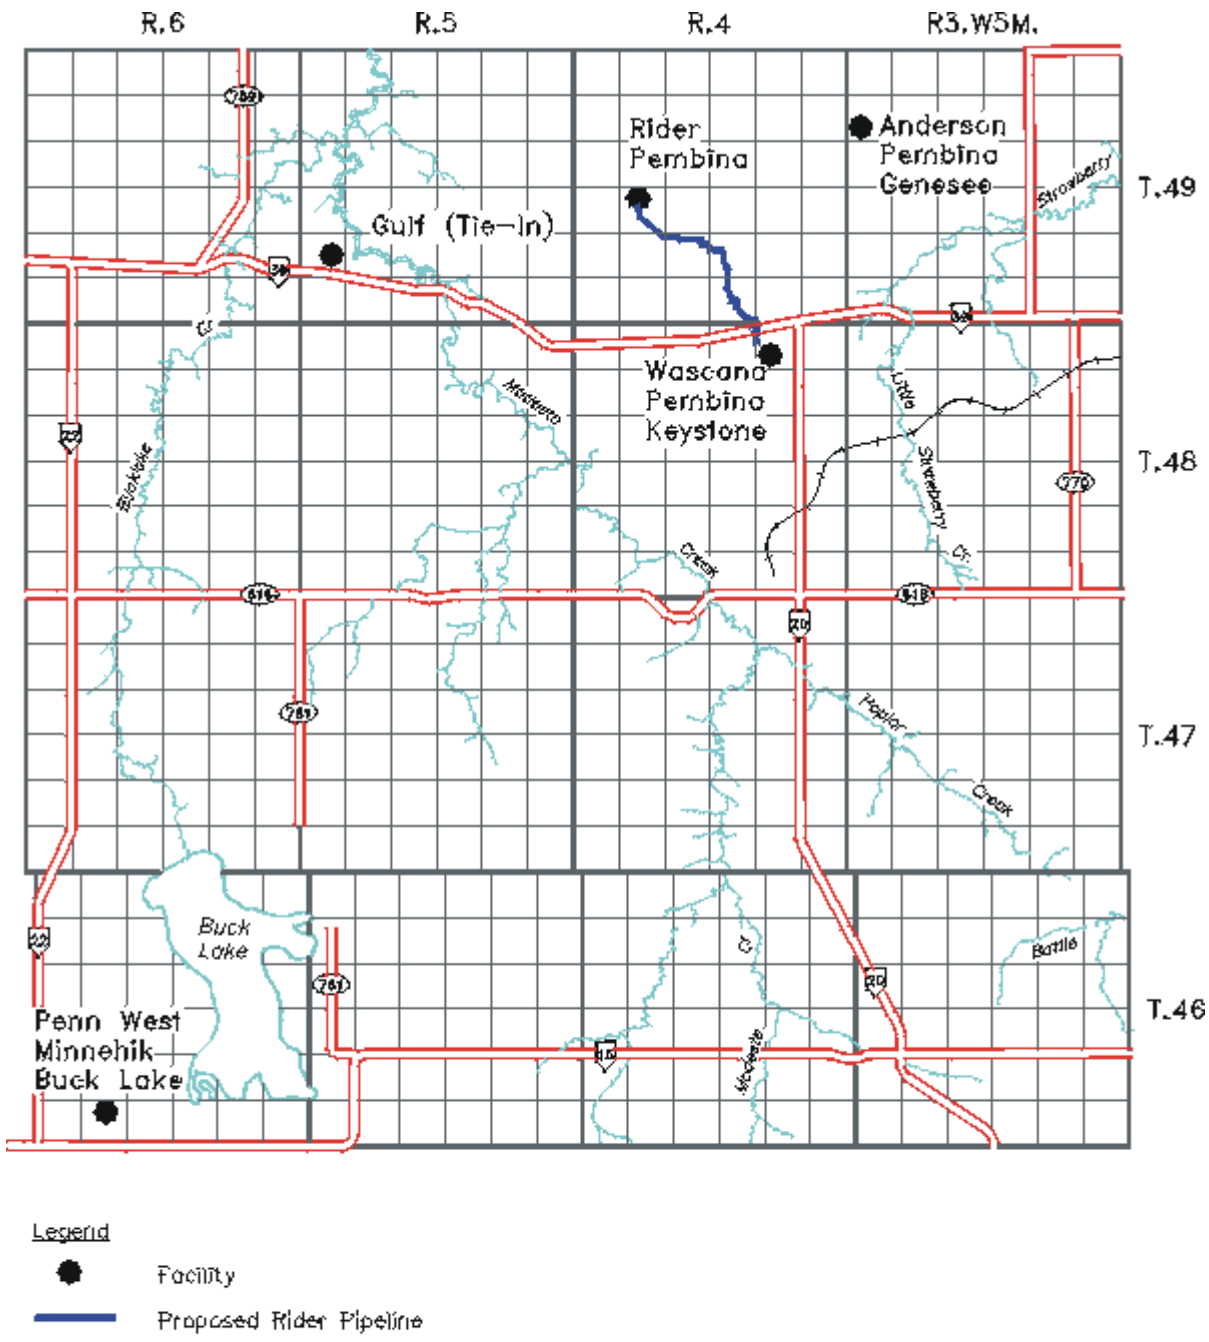 R.6 R.5 R.4 R3.W5M.
759
Rider
Pembina
Anderson
Pembina
Genesee
Strawberry
T.49
Gulf (Tie-In)
39
39
Cr.
Wascana
Pembina
Keystone
Little
Strawberry
Cr.
22
Bucklake
T.48
770
Creek
616
616
20
761
Poplar
Creek
T.47
Buck
Lake
22
761
Cr.
20
Battle
T.46
Penn West
Minnehik
Buck Lake
Modeste
Legend
Facility
Proposed Rider Pipeline